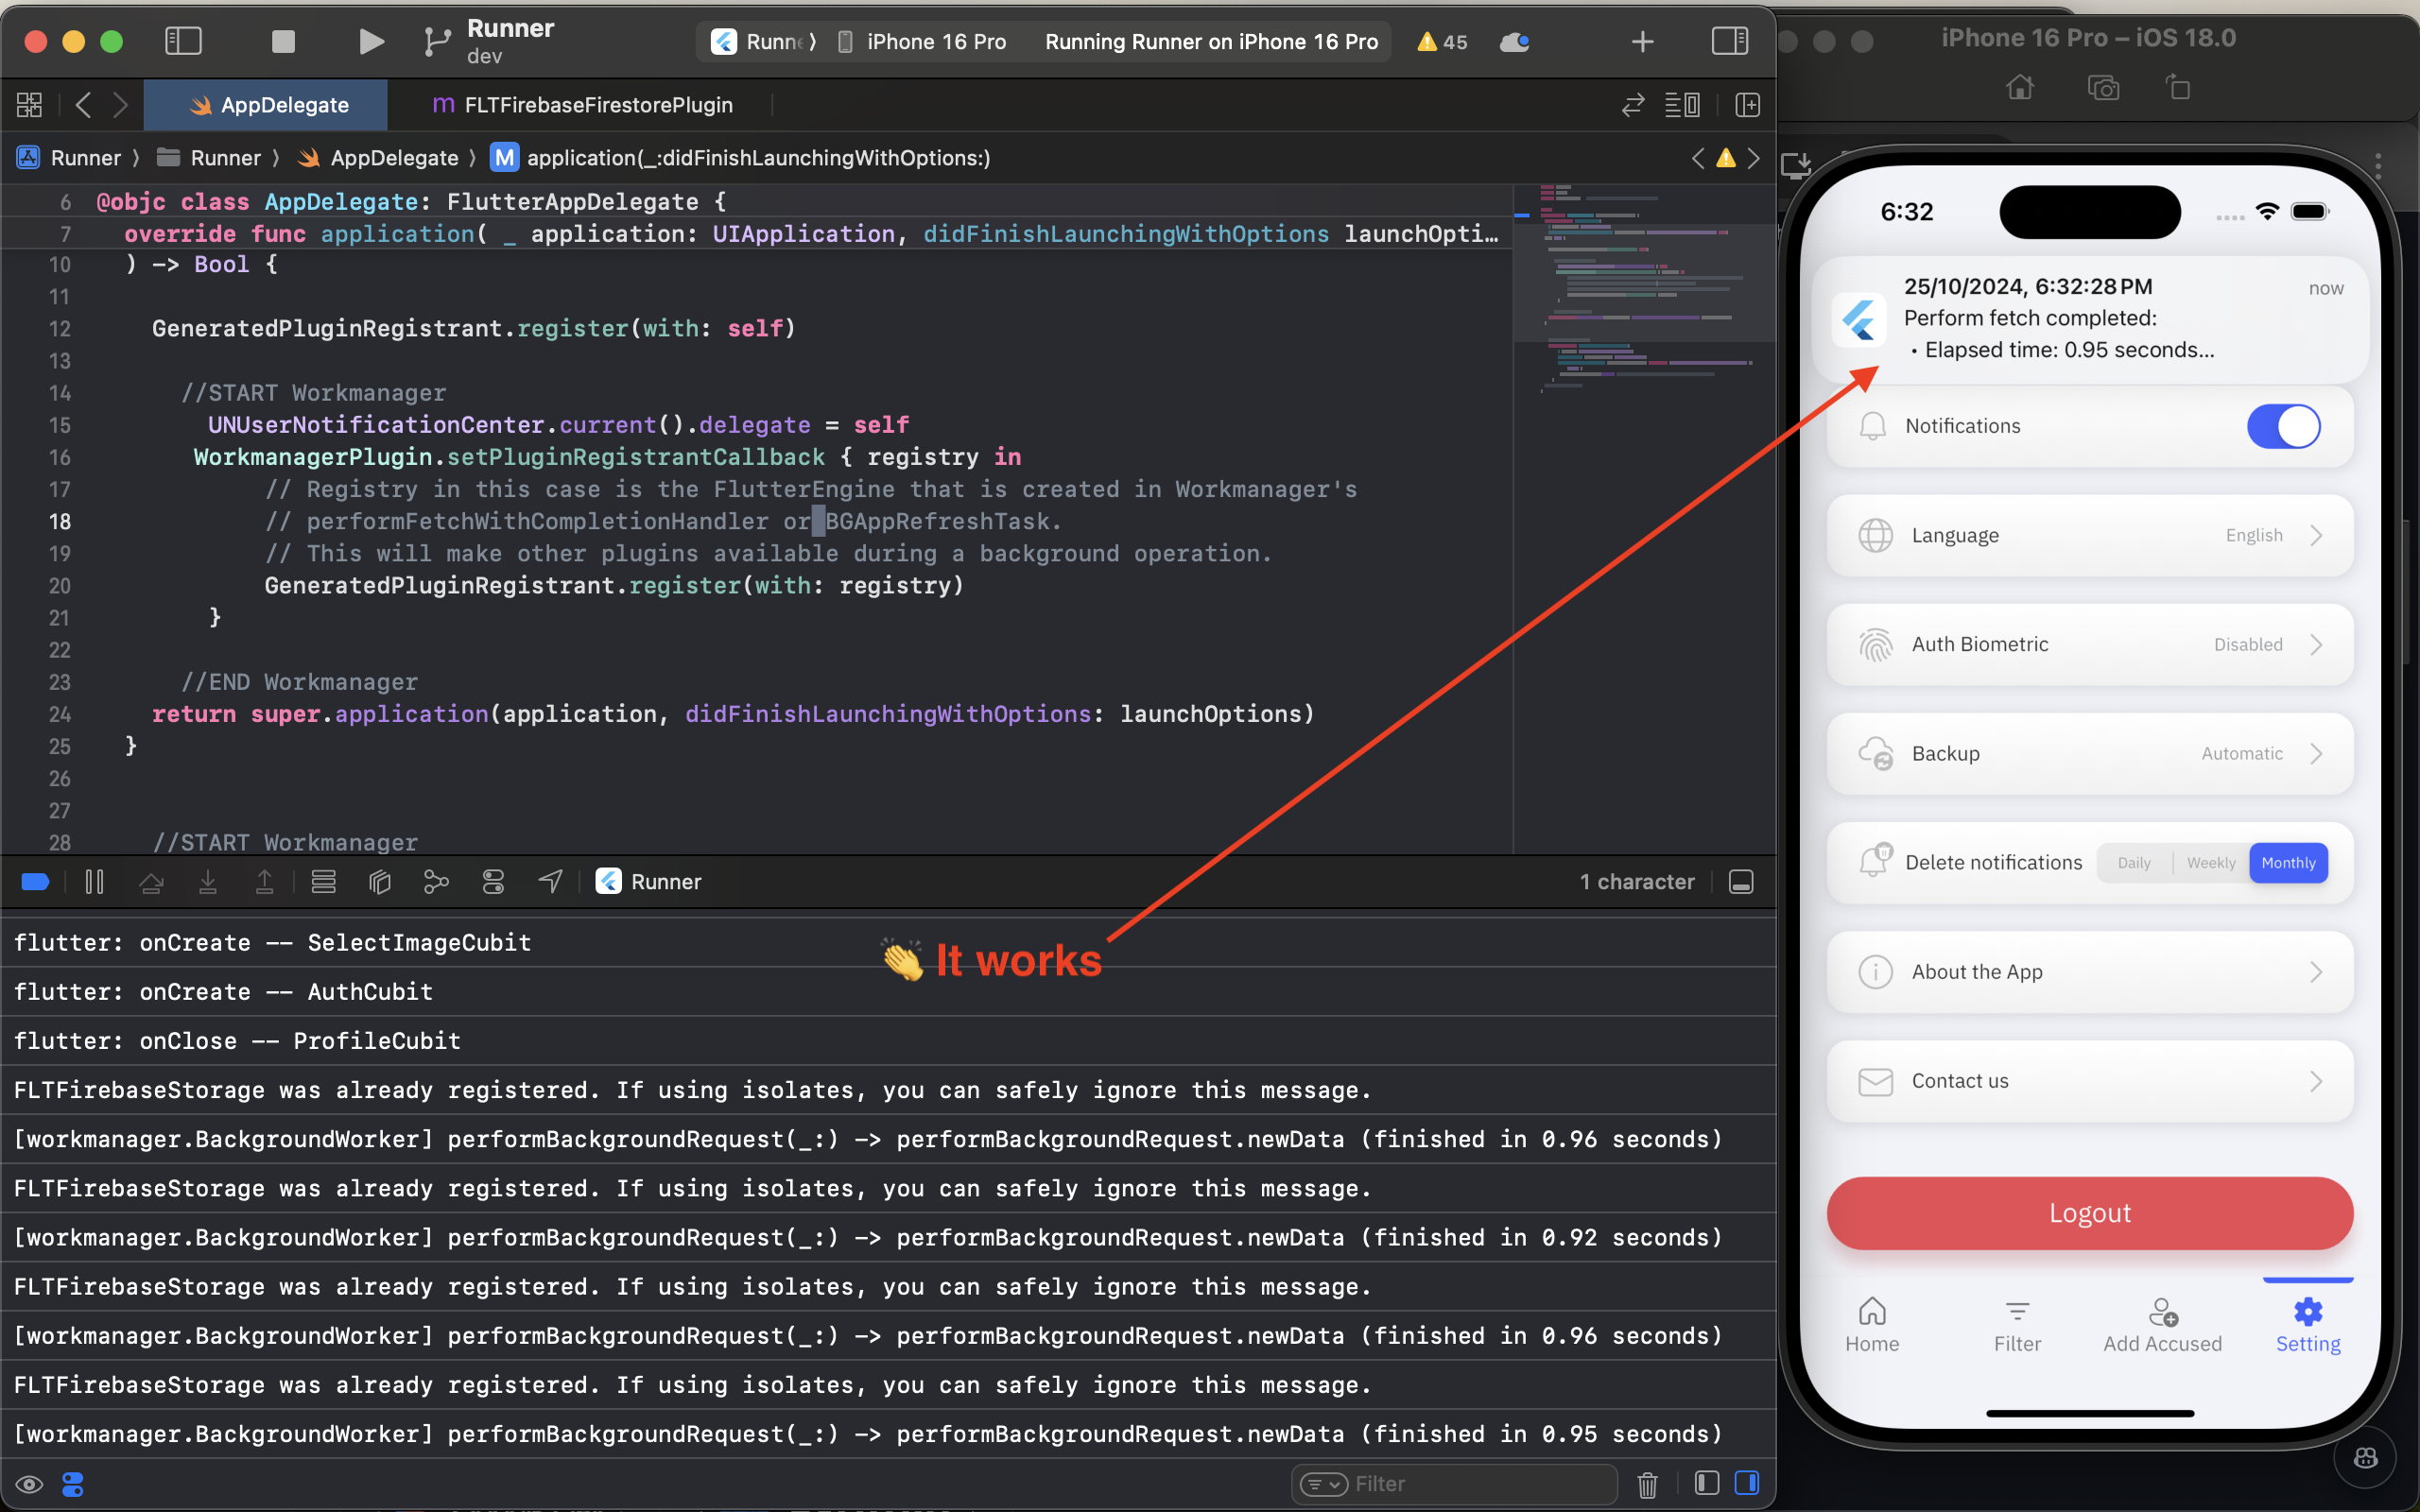 Runner
dev
Runne
iPhone 16 Pro
Running Runner on iPhone 16 Pro
45
AppDelegate
m FLTFirebaseFirestorePlugin
Runner
Runner
AppDelegate
M application(_:didFinishLaunchingWithOptions:)
6 @objc class AppDelegate: FlutterAppDelegate {
7 override func application( _ application: UIApplication, didFinishLaunchingWithOptions launchOpti…
10 ) -> Bool {
11
12 GeneratedPluginRegistrant.register(with: self)
13
14 //START Workmanager
15 UNUserNotificationCenter.current().delegate = self
16 WorkmanagerPlugin.setPluginRegistrantCallback { registry in
17 // Registry in this case is the FlutterEngine that is created in Workmanager's
18 // performFetchWithCompletionHandler or BGAppRefreshTask.
19 // This will make other plugins available during a background operation.
20 GeneratedPluginRegistrant.register(with: registry)
21 }
22
23 //END Workmanager
24 return super.application(application, didFinishLaunchingWithOptions: launchOptions)
25 }
26
27
28 //START Workmanager
Runner
1 character
flutter: onCreate -- SelectImageCubit
👏 It works
flutter: onCreate -- AuthCubit
flutter: onClose -- ProfileCubit
FLTFirebaseStorage was already registered. If using isolates, you can safely ignore this message.
[workmanager.BackgroundWorker] performBackgroundRequest(_:) -> performBackgroundRequest.newData (finished in 0.96 seconds)
FLTFirebaseStorage was already registered. If using isolates, you can safely ignore this message.
[workmanager.BackgroundWorker] performBackgroundRequest(_:) -> performBackgroundRequest.newData (finished in 0.92 seconds)
FLTFirebaseStorage was already registered. If using isolates, you can safely ignore this message.
[workmanager.BackgroundWorker] performBackgroundRequest(_:) -> performBackgroundRequest.newData (finished in 0.96 seconds)
FLTFirebaseStorage was already registered. If using isolates, you can safely ignore this message.
[workmanager.BackgroundWorker] performBackgroundRequest(_:) -> performBackgroundRequest.newData (finished in 0.95 seconds)
Filter
iPhone 16 Pro – iOS 18.0
6:32
25/10/2024, 6:32:28 PM
now
Perform fetch completed:
• Elapsed time: 0.95 seconds...
Notifications
Language
English
Auth Biometric
Disabled
Backup
Automatic
Delete notifications
Daily
Weekly
Monthly
About the App
Contact us
Logout
Home
Filter
Add Accused
Setting